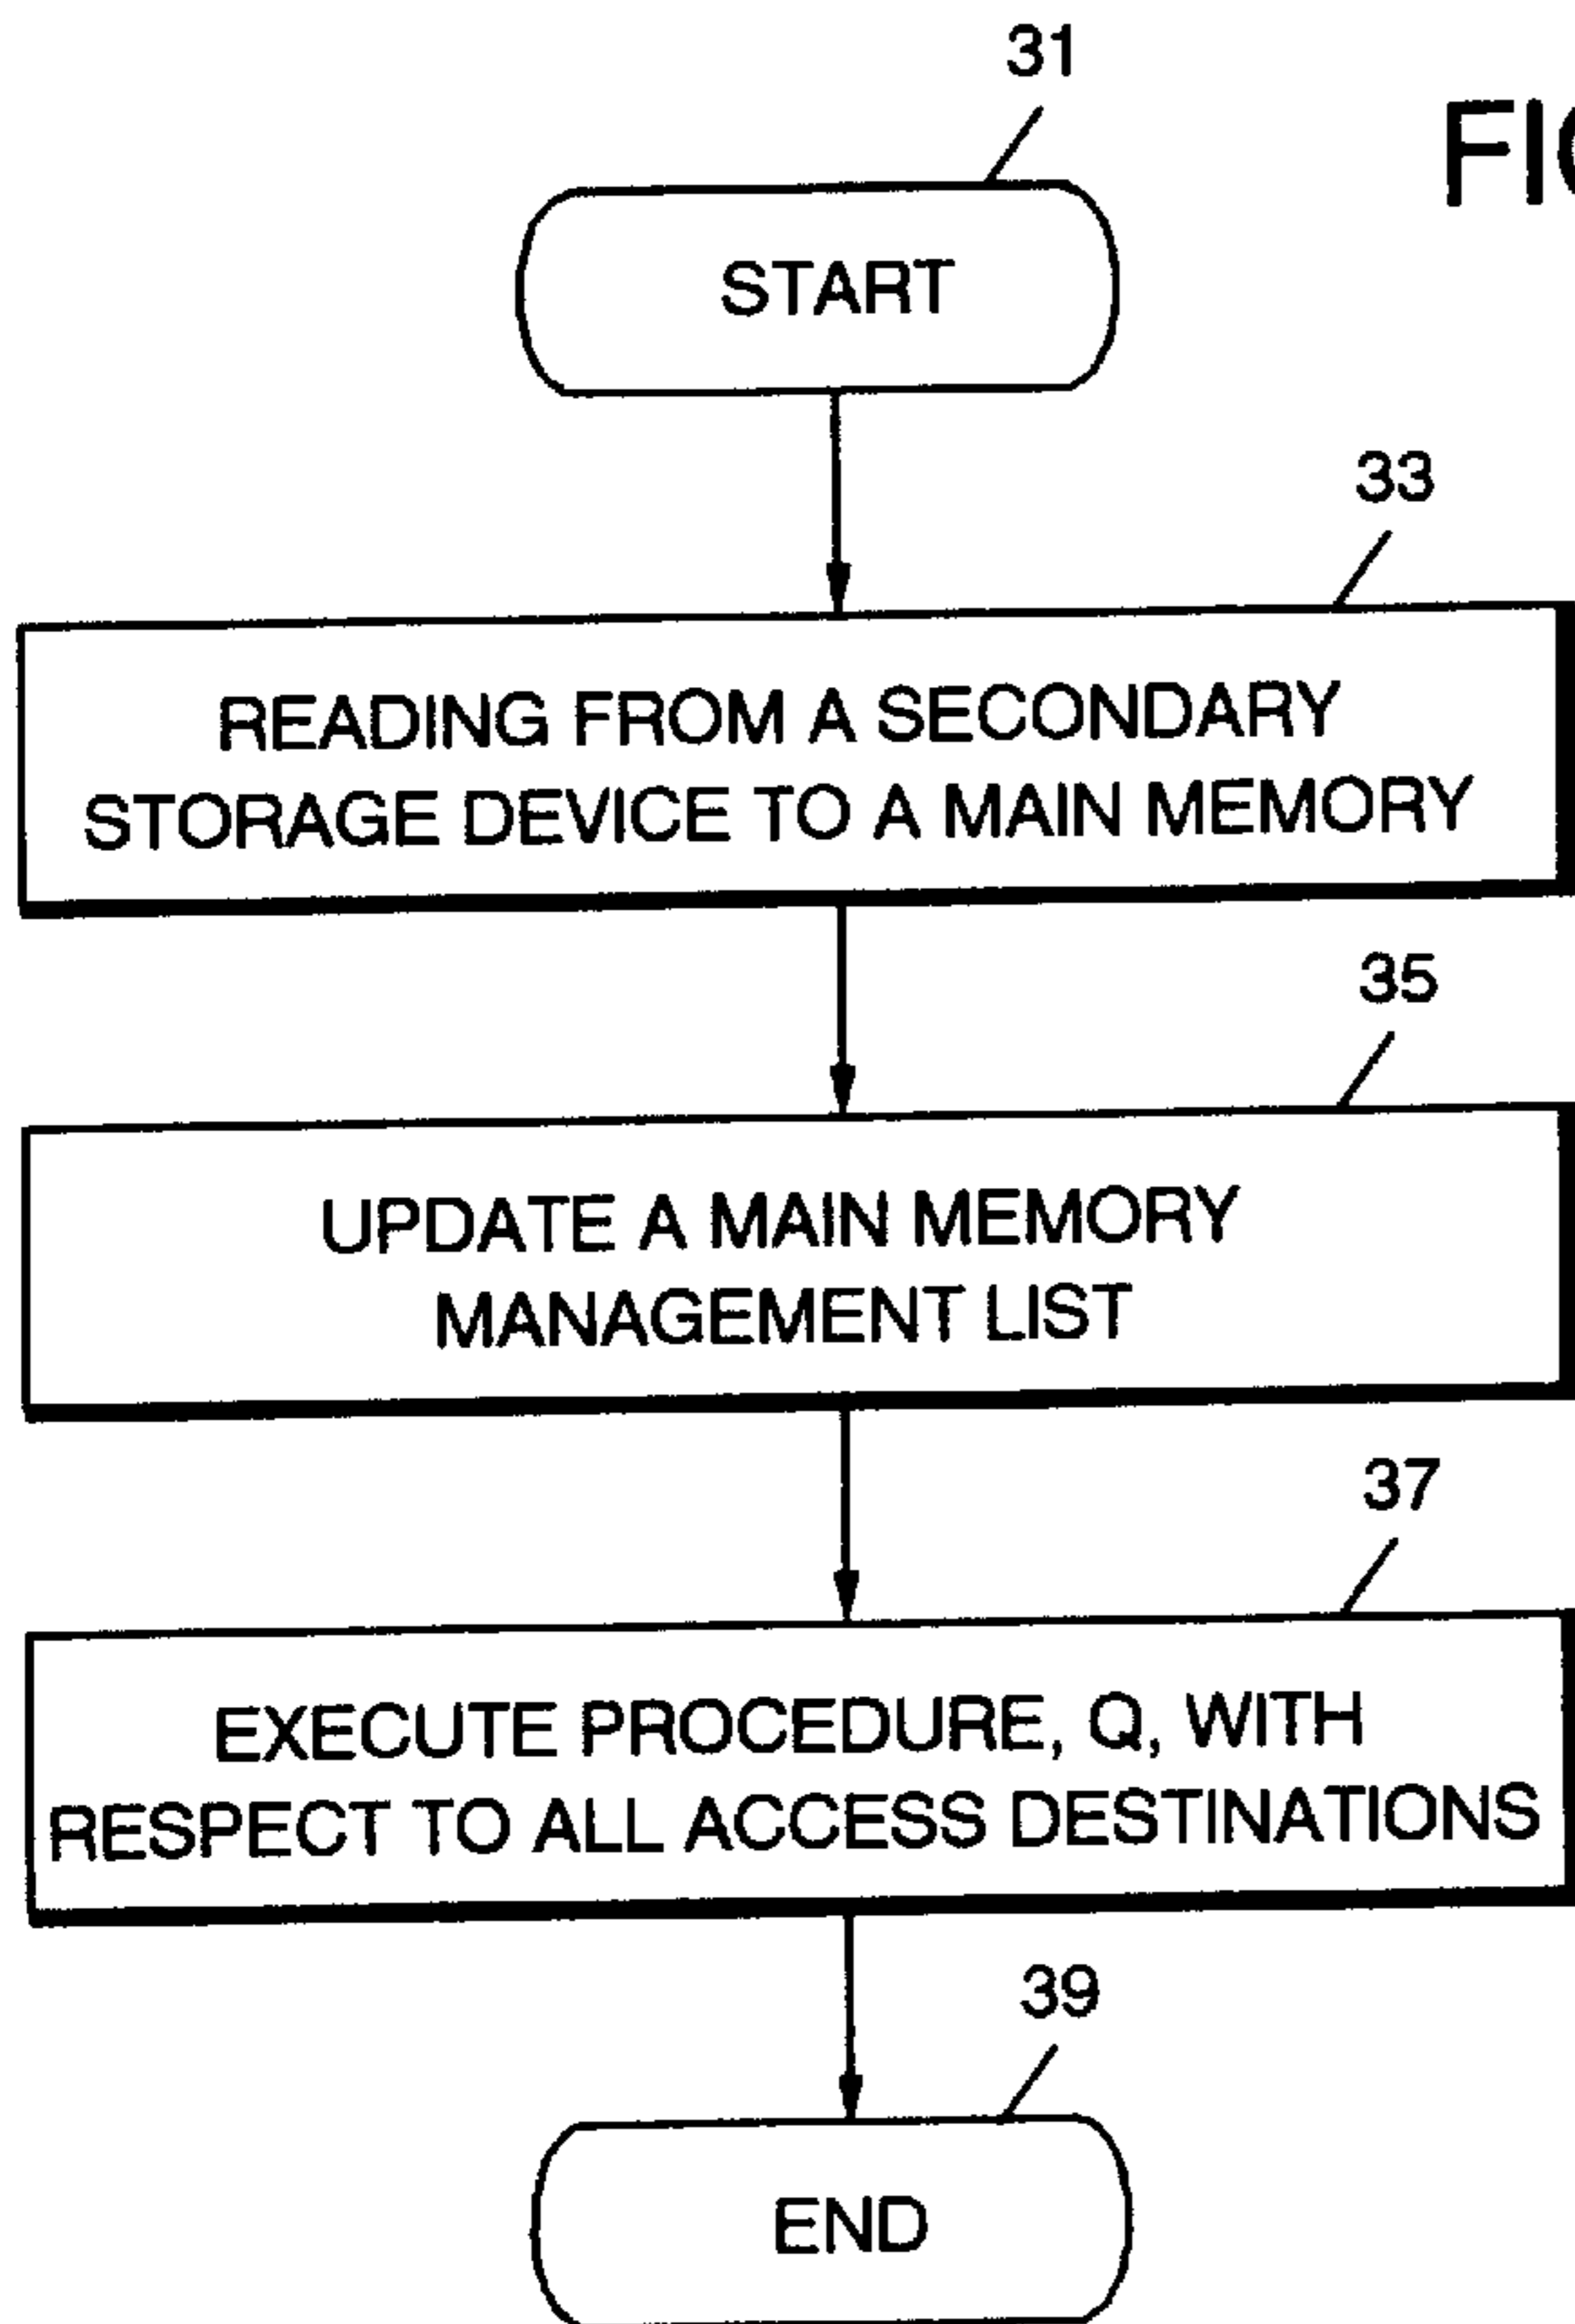 31
START
33
READING FROM A SECONDARY
STORAGE DEVICE TO A MAIN MEMORY
35
UPDATE A MAIN MEMORY
MANAGEMENT LIST
37
EXECUTE PROCEDURE, Q, WITH
RESPECT TO ALL ACCESS DESTINATIONS
39
END